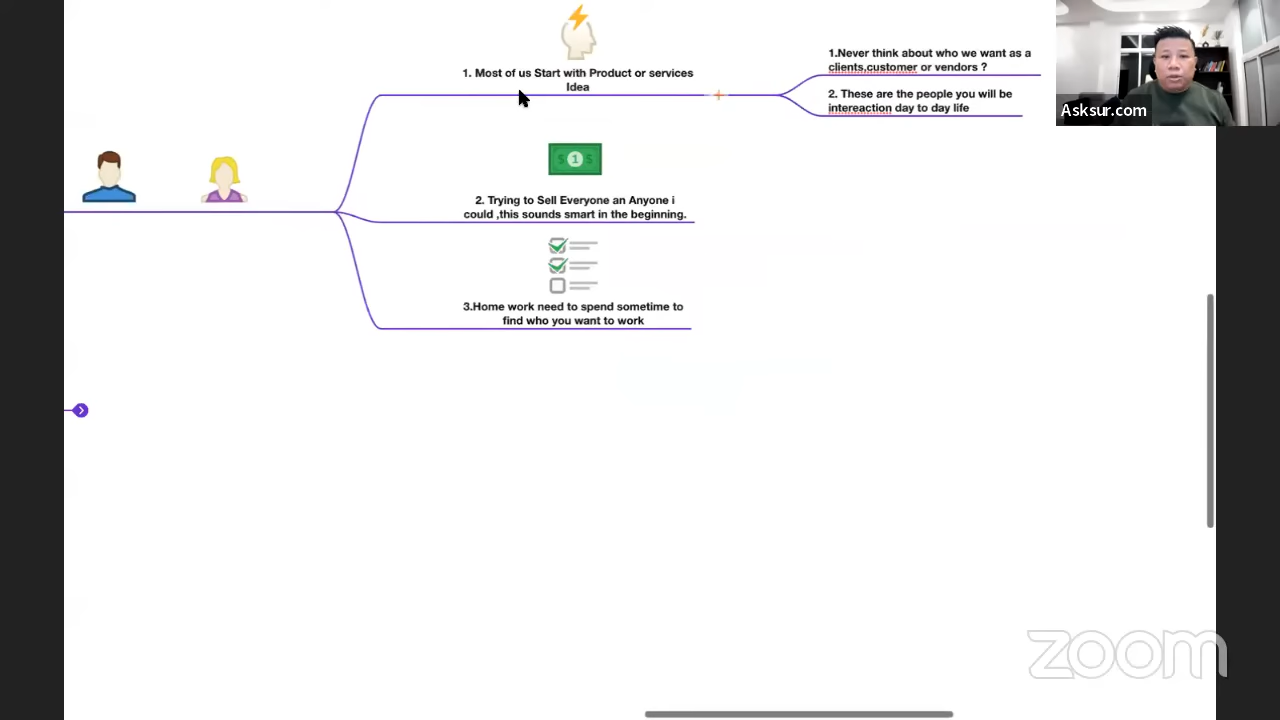 1. Most of us Start with Product or services
Idea
1.Never think about who we want as a
clients,customer or vendors ?
2. These are the people you will be
intereaction day to day life
Asksur.com
$ 1 $
2. Trying to Sell Everyone an Anyone i
could ,this sounds smart in the beginning.
3.Home work need to spend sometime to
find who you want to work
zoom